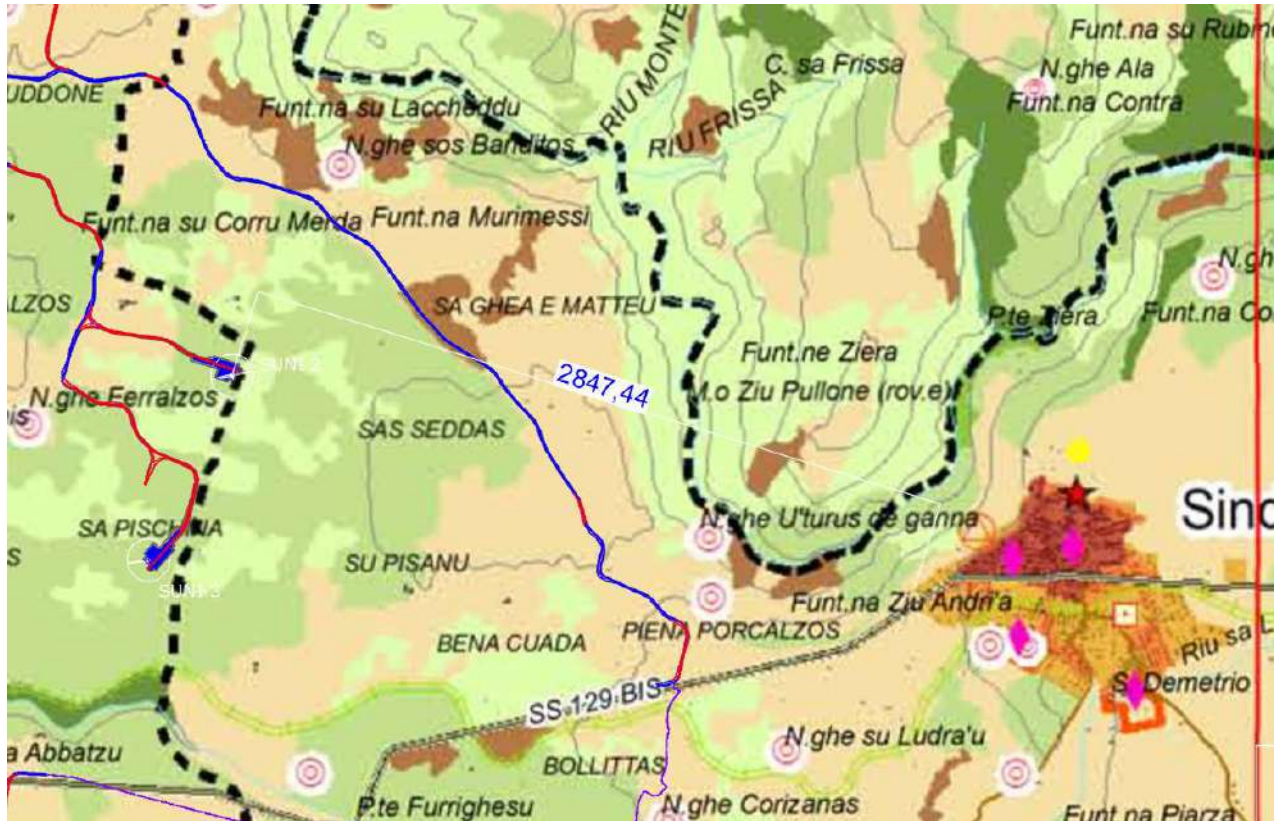 Funt.na su Rubin
RIU MONTE
C. sa Frissa
N.ghe Ala
UDDONE
Funt.na su Laccheddu
Funt.na Contra
RIU FRISSA
N.ghe sos Banditos
Funt.na su Corru Merda
Funt.na Murimessi
N.gh
ALZOS
SA GHEA E MATTEU
P.te Ziera
Funt.na Co
Funt.ne Ziera
SUNI 2
2847,44
N.ghe Ferralzos
M.o Ziu Pullone (rov.e)
SAS SEDDAS
Sind
SA PISCHINA
N.ghe U'turus de ganna
S
SU PISANU
SUNI 3
Funt.na Ziu Andri'a
PIENA PORCALZOS
BENA CUADA
Riu sa L
SS 129 BIS
S. Demetrio
a Abbatzu
N.ghe su Ludra'u
BOLLITTAS
P.te Furrighesu
N.ghe Corizanas
Funt.na Piarza